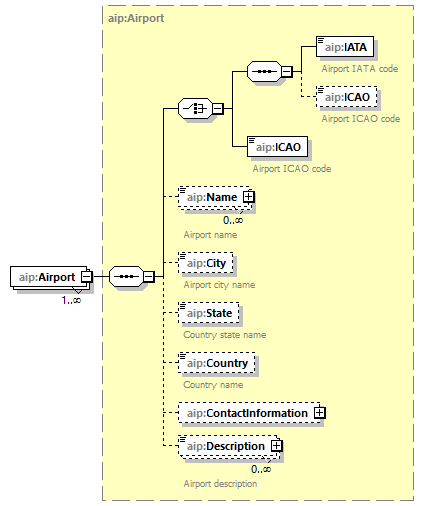 aip:Airport
aip:IATA
Airport IATA code
aip:ICAO
Airport ICAO code
aip:ICAO
Airport ICAO code
aip:Name
0..∞
Airport name
aip:City
Airport city name
aip:Airport
1..∞
aip:State
Country state name
aip:Country
Country name
aip:ContactInformation
aip:Description
0..∞
Airport description